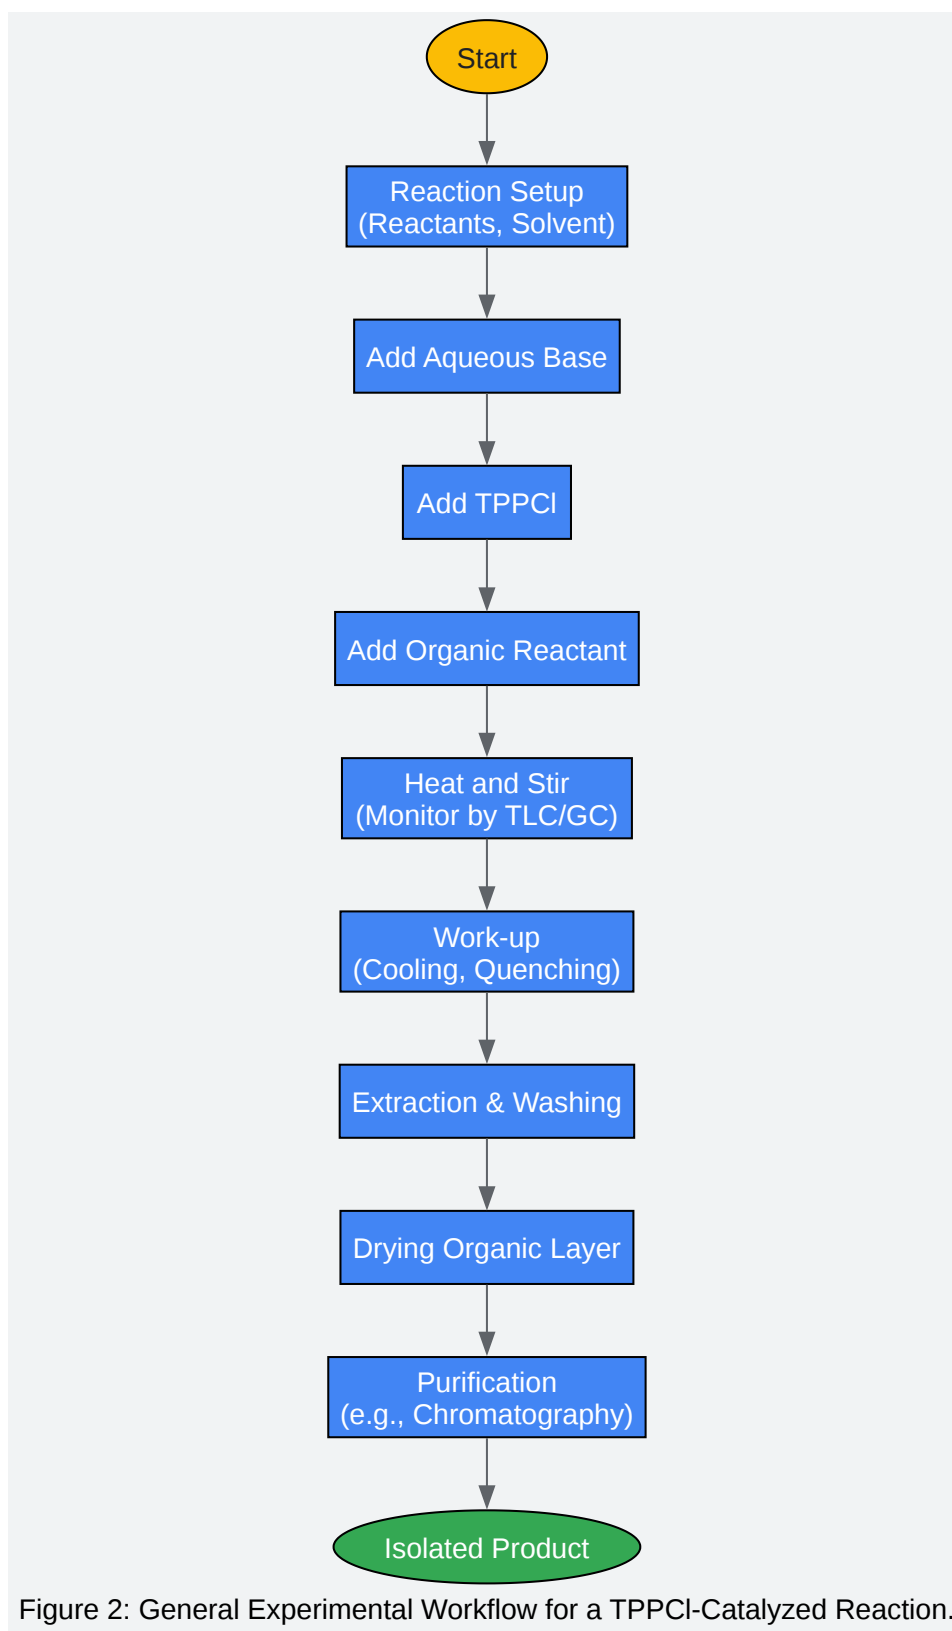 Start
Reaction Setup
(Reactants, Solvent)
Add Aqueous Base
Add TPPCl
Add Organic Reactant
Heat and Stir
(Monitor by TLC/GC)
Work-up
(Cooling, Quenching)
Extraction & Washing
Drying Organic Layer
Purification
(e.g., Chromatography)
Isolated Product
Figure 2: General Experimental Workflow for a TPPCl-Catalyzed Reaction.